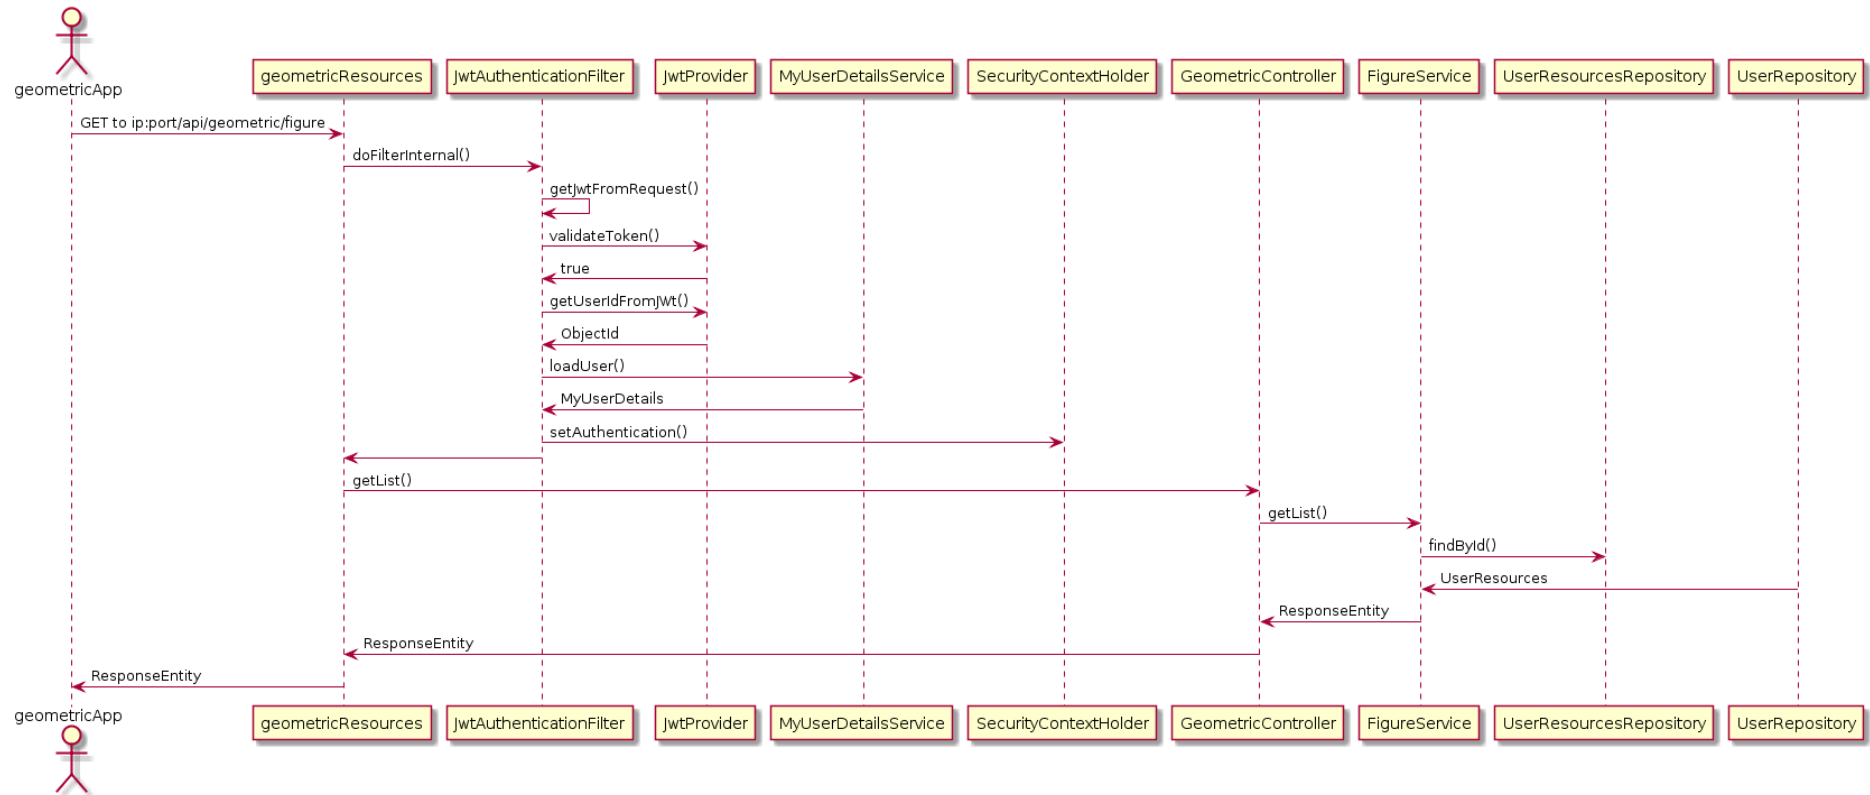 geometricApp
geometricResources
JwtAuthenticationFilter
JwtProvider
MyUserDetailsService
SecurityContextHolder
GeometricController
FigureService
UserResourcesRepository
UserRepository
GET to ip:port/api/geometric/figure
doFilterInternal()
getJwtFromRequest()
validateToken()
true
getUserIdFromJWt()
ObjectId
loadUser()
MyUserDetails
setAuthentication()
getList()
getList()
findById()
UserResources
ResponseEntity
ResponseEntity
ResponseEntity
geometricApp
geometricResources
JwtAuthenticationFilter
JwtProvider
MyUserDetailsService
SecurityContextHolder
GeometricController
FigureService
UserResourcesRepository
UserRepository